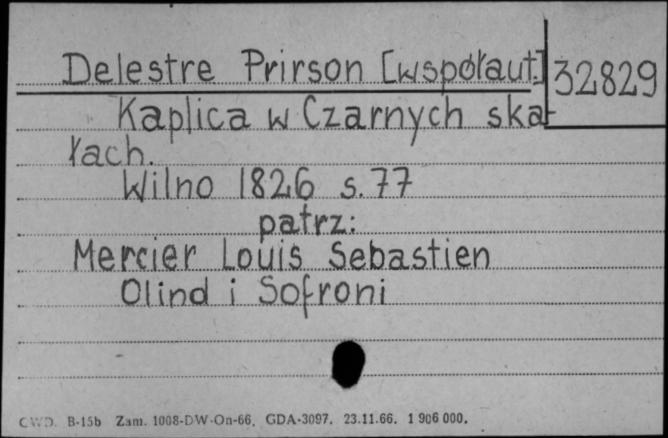 Delestre Prirson [współaut.]
32829
Kaplica w Czarnych ska-
łach.
Wilno 1826 s. 77
patrz:
Mercier Louis Sebastien
Olind i Sofroni
CWD. B-15b Zam. 1008-DW-On-66. GDA-3097. 23.11.66. 1 906 000.